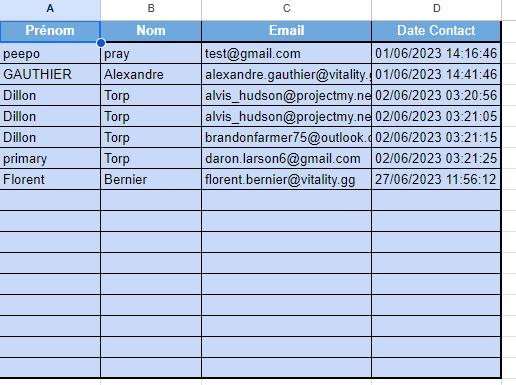 A B C D
Prénom Nom Email Date Contact
peepo pray test@gmail.com 01/06/2023 14:16:46
GAUTHIER Alexandre alexandre.gauthier@vitality.g 01/06/2023 14:41:46
Dillon Torp alvis_hudson@projectmy.ne 02/06/2023 03:20:56
Dillon Torp alvis_hudson@projectmy.ne 02/06/2023 03:21:05
Dillon Torp brandonfarmer75@outlook.c 02/06/2023 03:21:15
primary Torp daron.larson6@gmail.com 02/06/2023 03:21:25
Florent Bernier florent.bernier@vitality.gg 27/06/2023 11:56:12